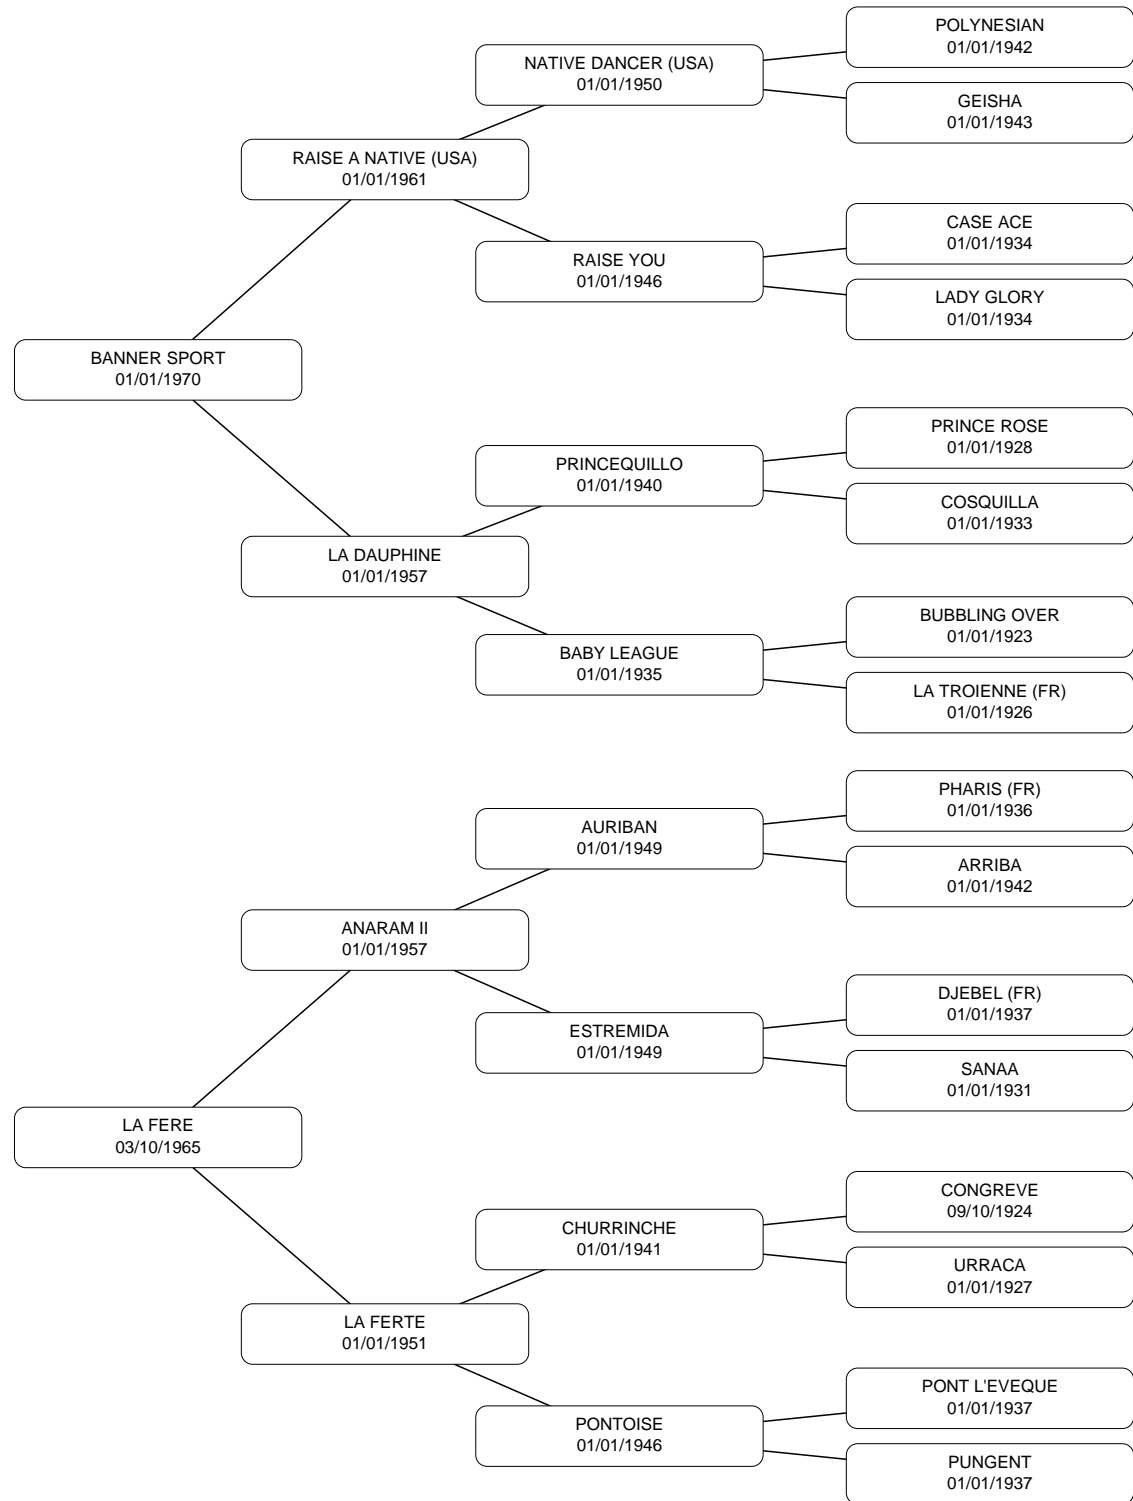 POLYNESIAN
01/01/1942
NATIVE DANCER (USA)
01/01/1950
GEISHA
01/01/1943
RAISE A NATIVE (USA)
01/01/1961
CASE ACE
01/01/1934
RAISE YOU
01/01/1946
LADY GLORY
01/01/1934
BANNER SPORT
01/01/1970
PRINCE ROSE
01/01/1928
PRINCEQUILLO
01/01/1940
COSQUILLA
01/01/1933
LA DAUPHINE
01/01/1957
BUBBLING OVER
01/01/1923
BABY LEAGUE
01/01/1935
LA TROIENNE (FR)
01/01/1926
PHARIS (FR)
01/01/1936
AURIBAN
01/01/1949
ARRIBA
01/01/1942
ANARAM II
01/01/1957
DJEBEL (FR)
01/01/1937
ESTREMIDA
01/01/1949
SANAA
01/01/1931
LA FERE
03/10/1965
CONGREVE
09/10/1924
CHURRINCHE
01/01/1941
URRACA
01/01/1927
LA FERTE
01/01/1951
PONT L'EVEQUE
01/01/1937
PONTOISE
01/01/1946
PUNGENT
01/01/1937